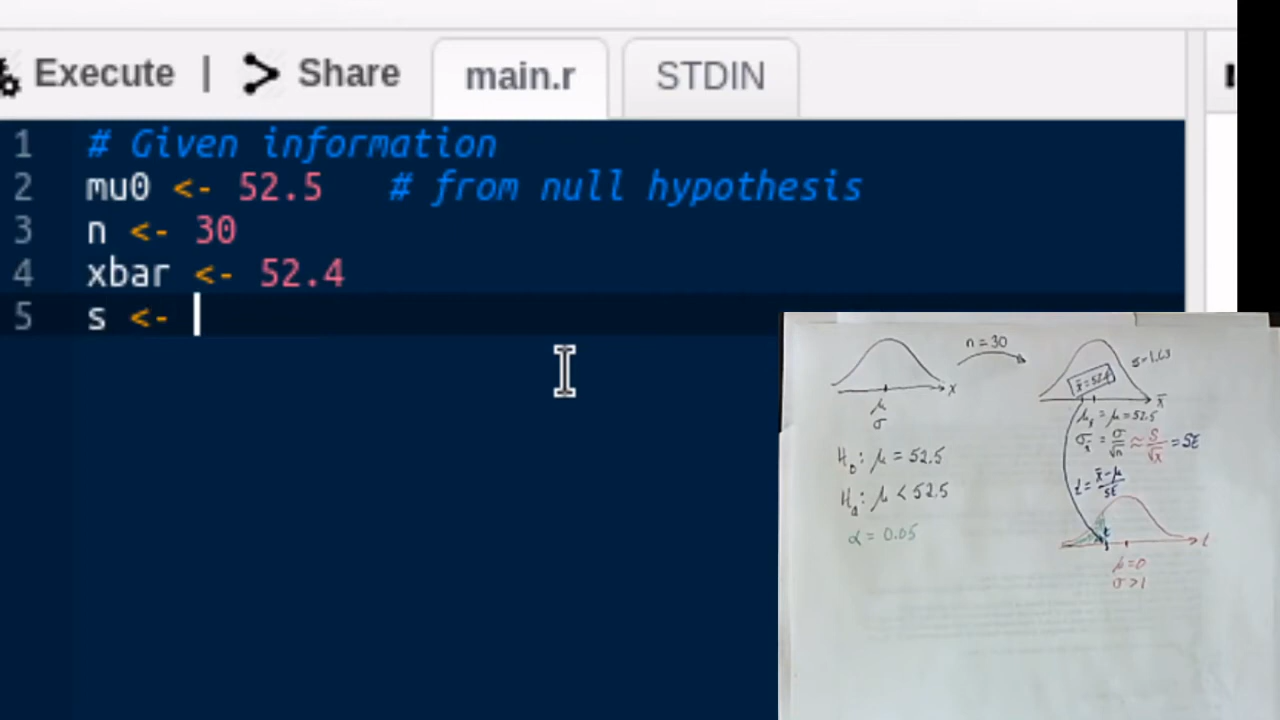 Execute | Share main.r STDIN
1 # Given information
2 mu0 <- 52.5 # from null hypothesis
3 n <- 30
4 xbar <- 52.4
5 s <-
n = 30
s=1.63
x̄=52.4
x
x̄
μ
σ
μx̄ = μ = 52.5
σx̄ = σ/√n ≈ S/√x = SE
H₀: μ = 52.5
t = x̄-μ/SE
Hₐ: μ < 52.5
α = 0.05
t
t
μ=0
σ>1